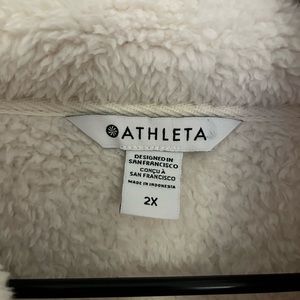 ATHLETA
DESIGNED IN
SAN FRANCISCO
CONÇU À
SAN FRANCISCO
MADE IN INDONESIA
2X